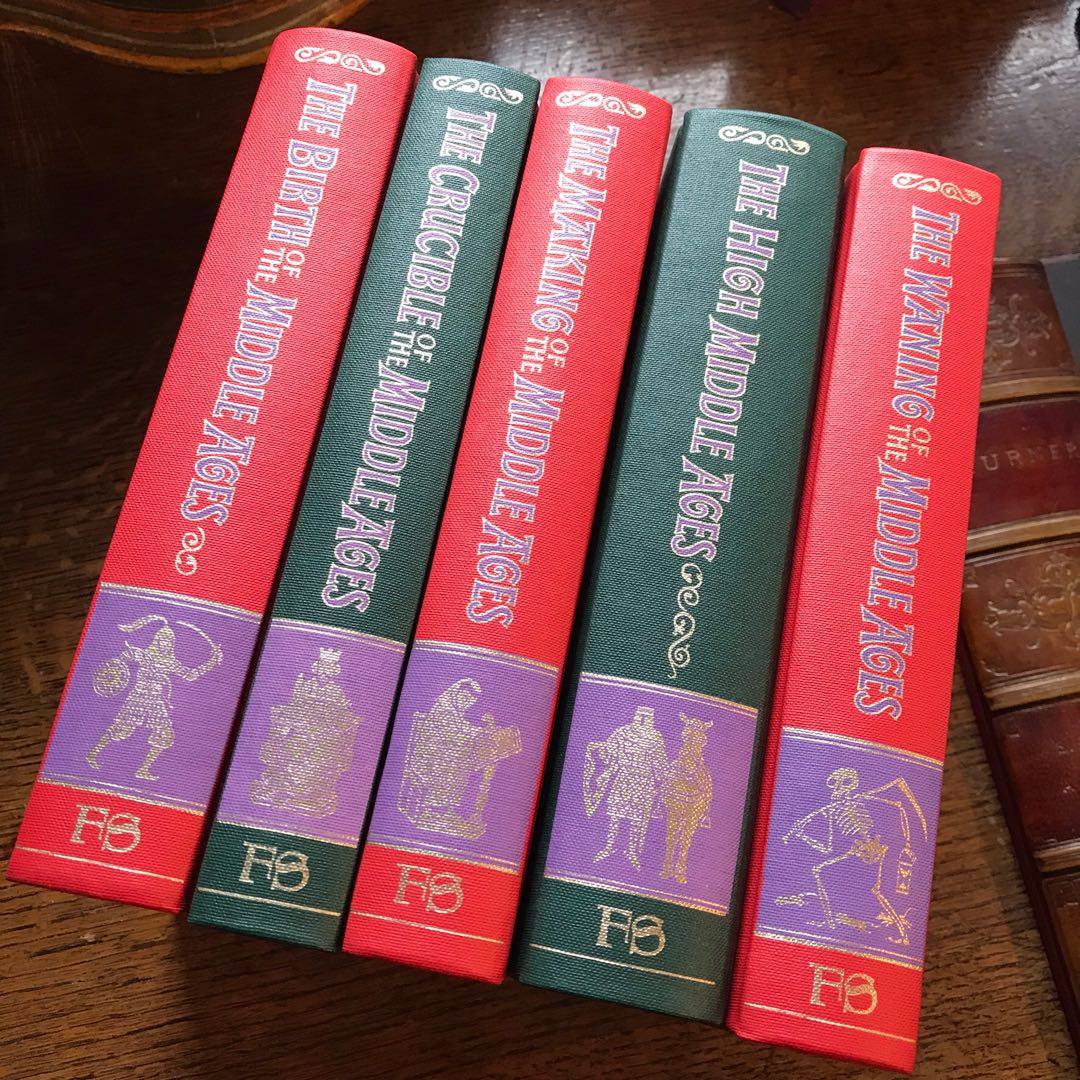 THE BIRTH OF THE MIDDLE AGES
FS
THE CRUCIBLE OF THE MIDDLE AGES
FS
THE MAKING OF THE MIDDLE AGES
FS
THE HIGH MIDDLE AGES
FS
THE WANING OF THE MIDDLE AGES
FS
URNER